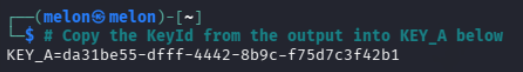 ┌──(melon㉿melon)-[~]
└─$ # Copy the KeyId from the output into KEY_A below
KEY_A=da31be55-dfff-4442-8b9c-f75d7c3f42b1